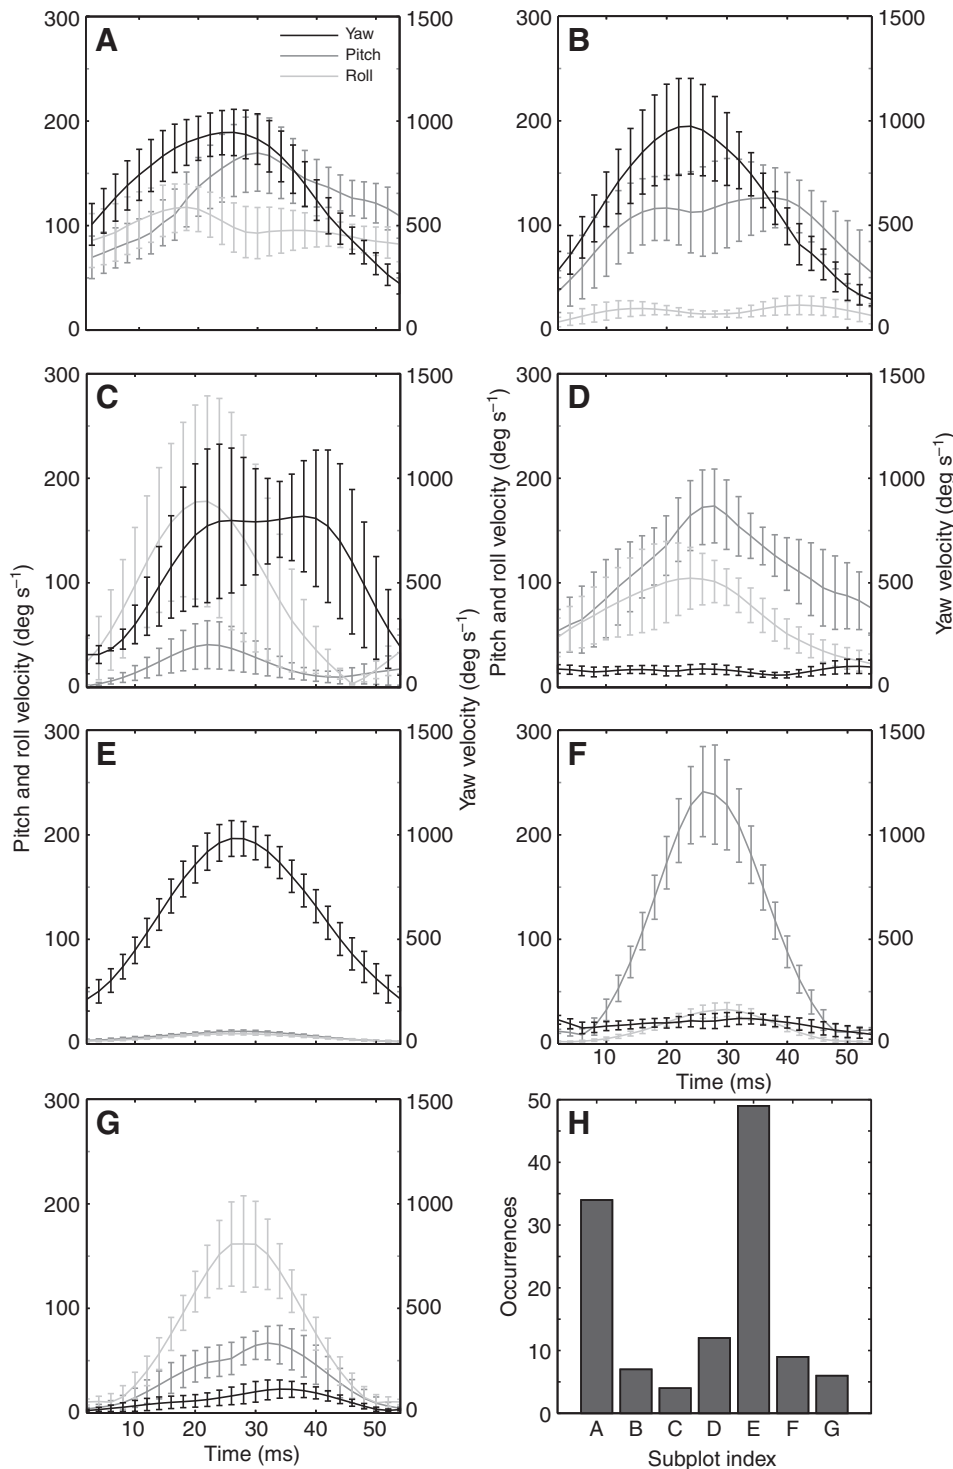 A
Yaw
Pitch
Roll
300
200
100
0
1500
1000
500
0
B
300
200
100
0
1500
1000
500
0
C
300
200
100
0
1500
1000
500
0
D
300
200
100
0
1500
1000
500
0
Pitch and roll velocity (deg s⁻¹)
Yaw velocity (deg s⁻¹)
Pitch and roll velocity (deg s⁻¹)
Yaw velocity (deg s⁻¹)
E
300
200
100
0
1500
1000
500
0
F
300
200
100
0
1500
1000
500
0
10 20 30 40 50
Time (ms)
G
300
200
100
0
1500
1000
500
0
10 20 30 40 50
Time (ms)
H
50
40
30
20
10
0
Occurrences
A B C D E F G
Subplot index